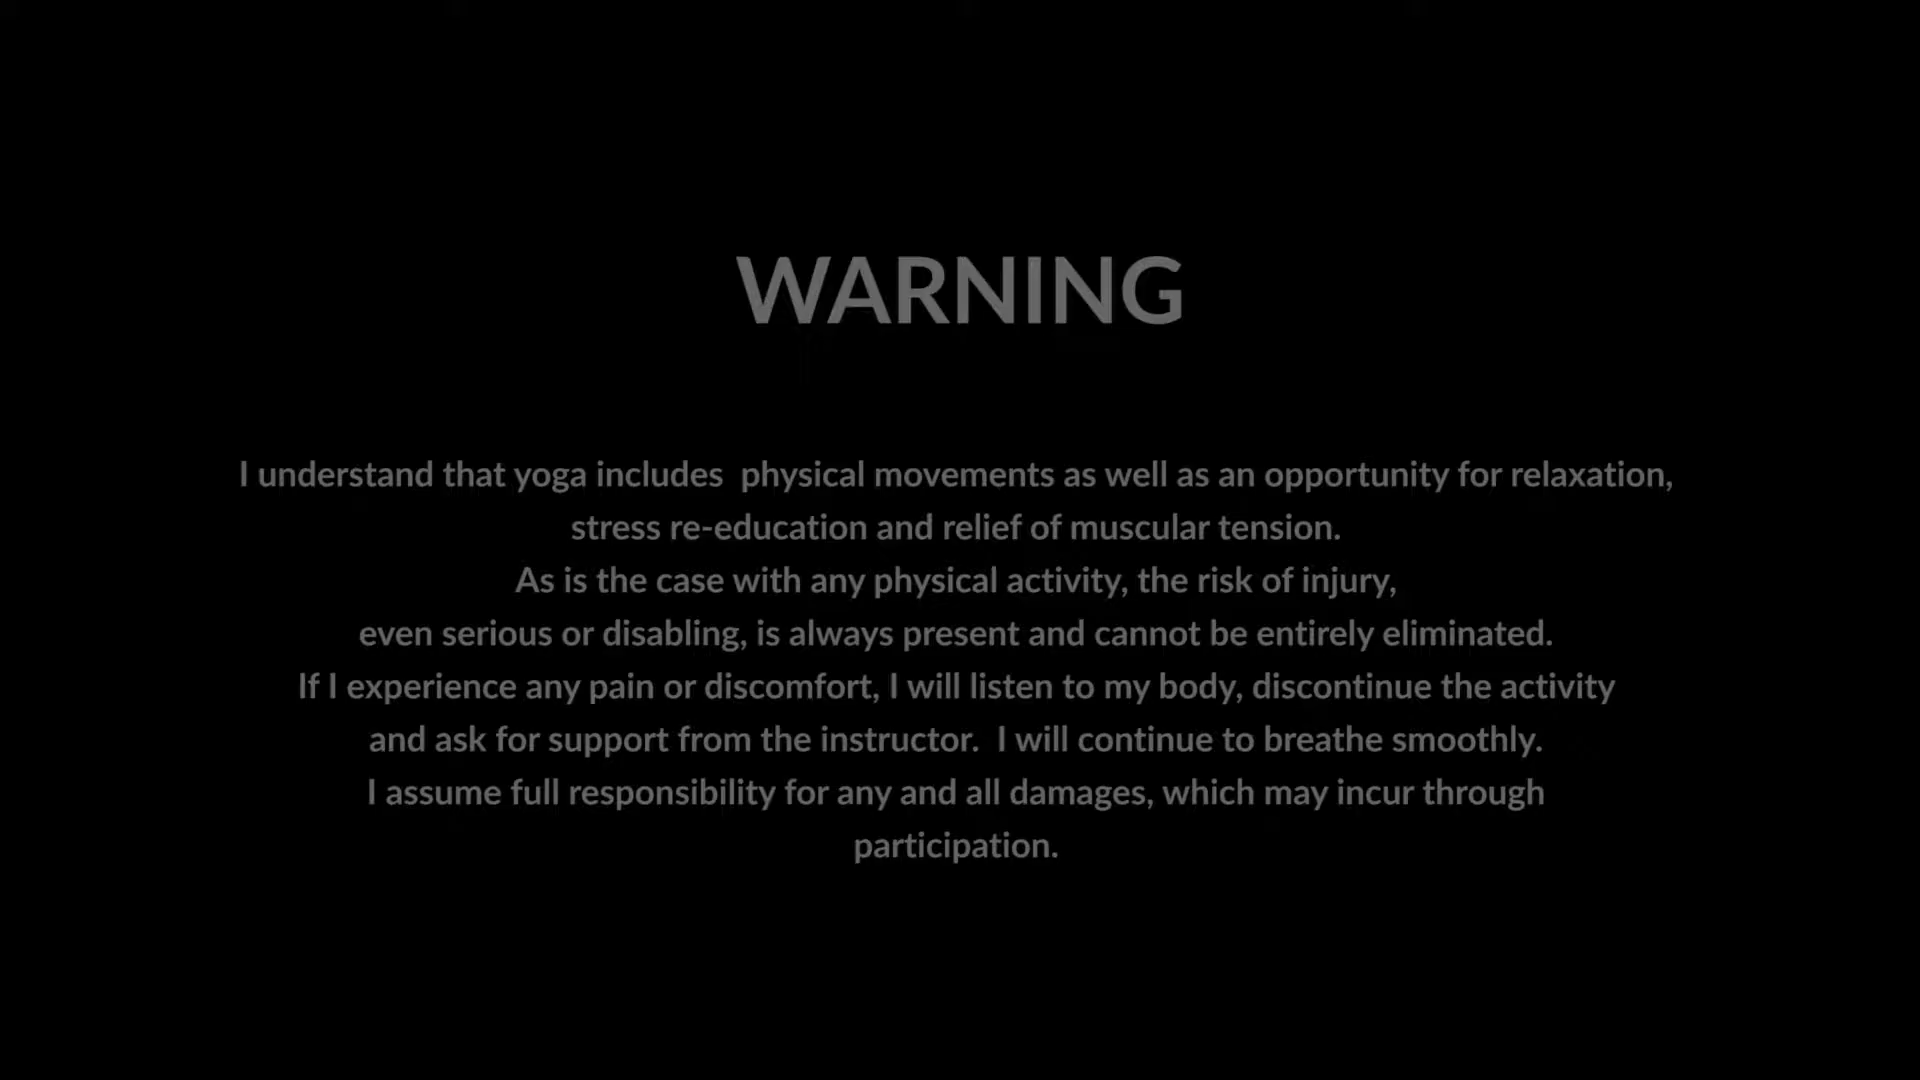 WARNING
I understand that yoga includes  physical movements as well as an opportunity for relaxation,
stress re-education and relief of muscular tension.
As is the case with any physical activity, the risk of injury,
even serious or disabling, is always present and cannot be entirely eliminated.
If I experience any pain or discomfort, I will listen to my body, discontinue the activity
and ask for support from the instructor.  I will continue to breathe smoothly.
I assume full responsibility for any and all damages, which may incur through
participation.